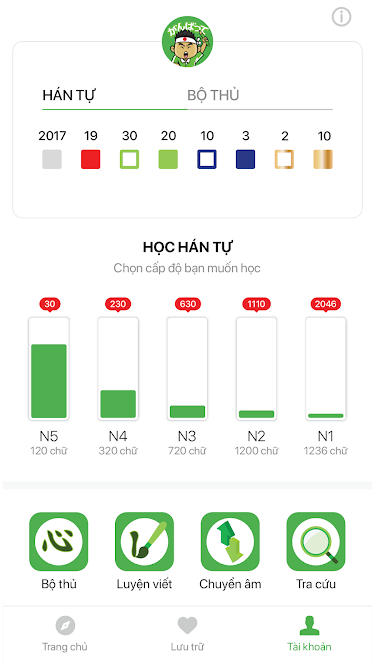 がんばって
HÁN TỰ
BỘ THỦ
2017 19 30 20 10 3 2 10
HỌC HÁN TỰ
Chọn cấp độ bạn muốn học
30 230 630 1110 2046
N5 N4 N3 N2 N1
120 chữ 320 chữ 720 chữ 1200 chữ 1236 chữ
心
Bộ thủ Luyện viết Chuyển âm Tra cứu
Trang chủ Lưu trữ Tài khoản